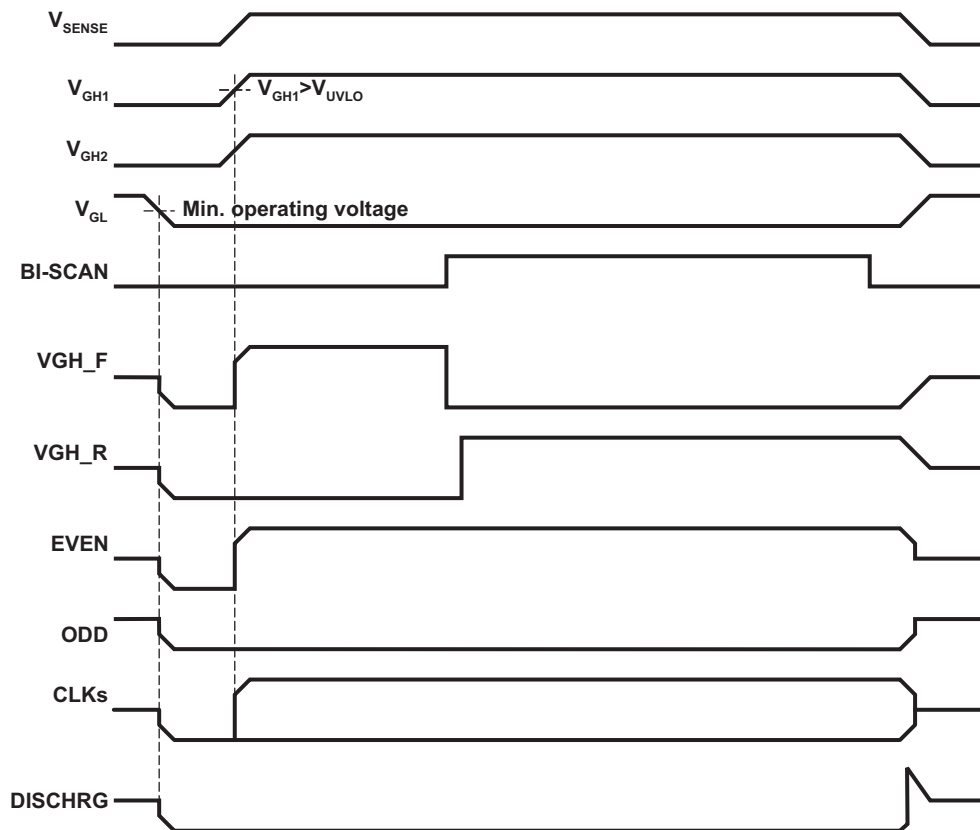 VSENSE
VGH1
VGH1>VUVLO
VGH2
VGL
Min. operating voltage
BI-SCAN
VGH_F
VGH_R
EVEN
ODD
CLKs
DISCHRG